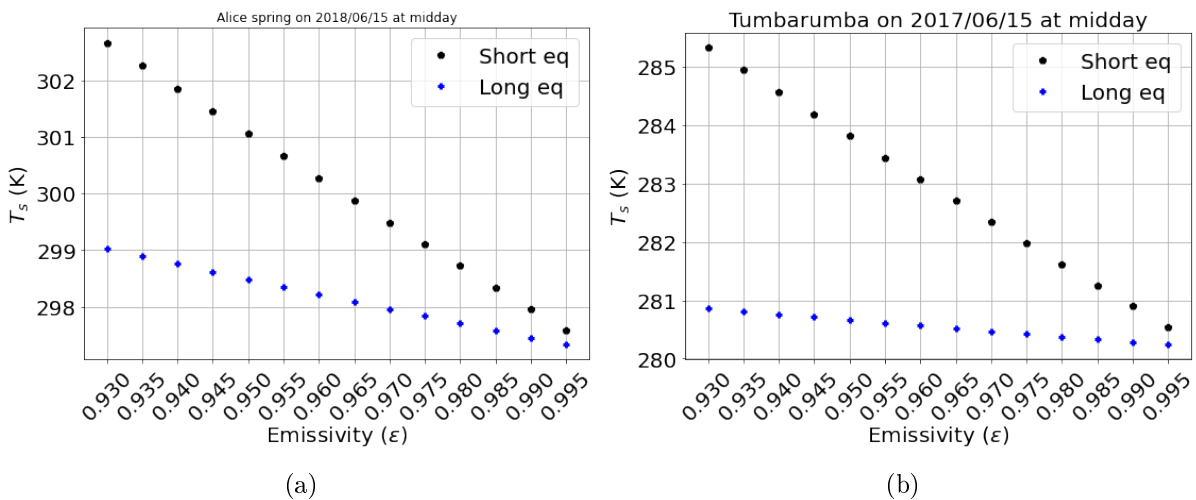 Alice spring on 2018/06/15 at midday
Short eq
Long eq
302
301
300
299
298
T_s (K)
0.930 0.935 0.940 0.945 0.950 0.955 0.960 0.965 0.970 0.975 0.980 0.985 0.990 0.995
Emissivity (ε)
(a)
Tumbarumba on 2017/06/15 at midday
Short eq
Long eq
285
284
283
282
281
280
T_s (K)
0.930 0.935 0.940 0.945 0.950 0.955 0.960 0.965 0.970 0.975 0.980 0.985 0.990 0.995
Emissivity (ε)
(b)